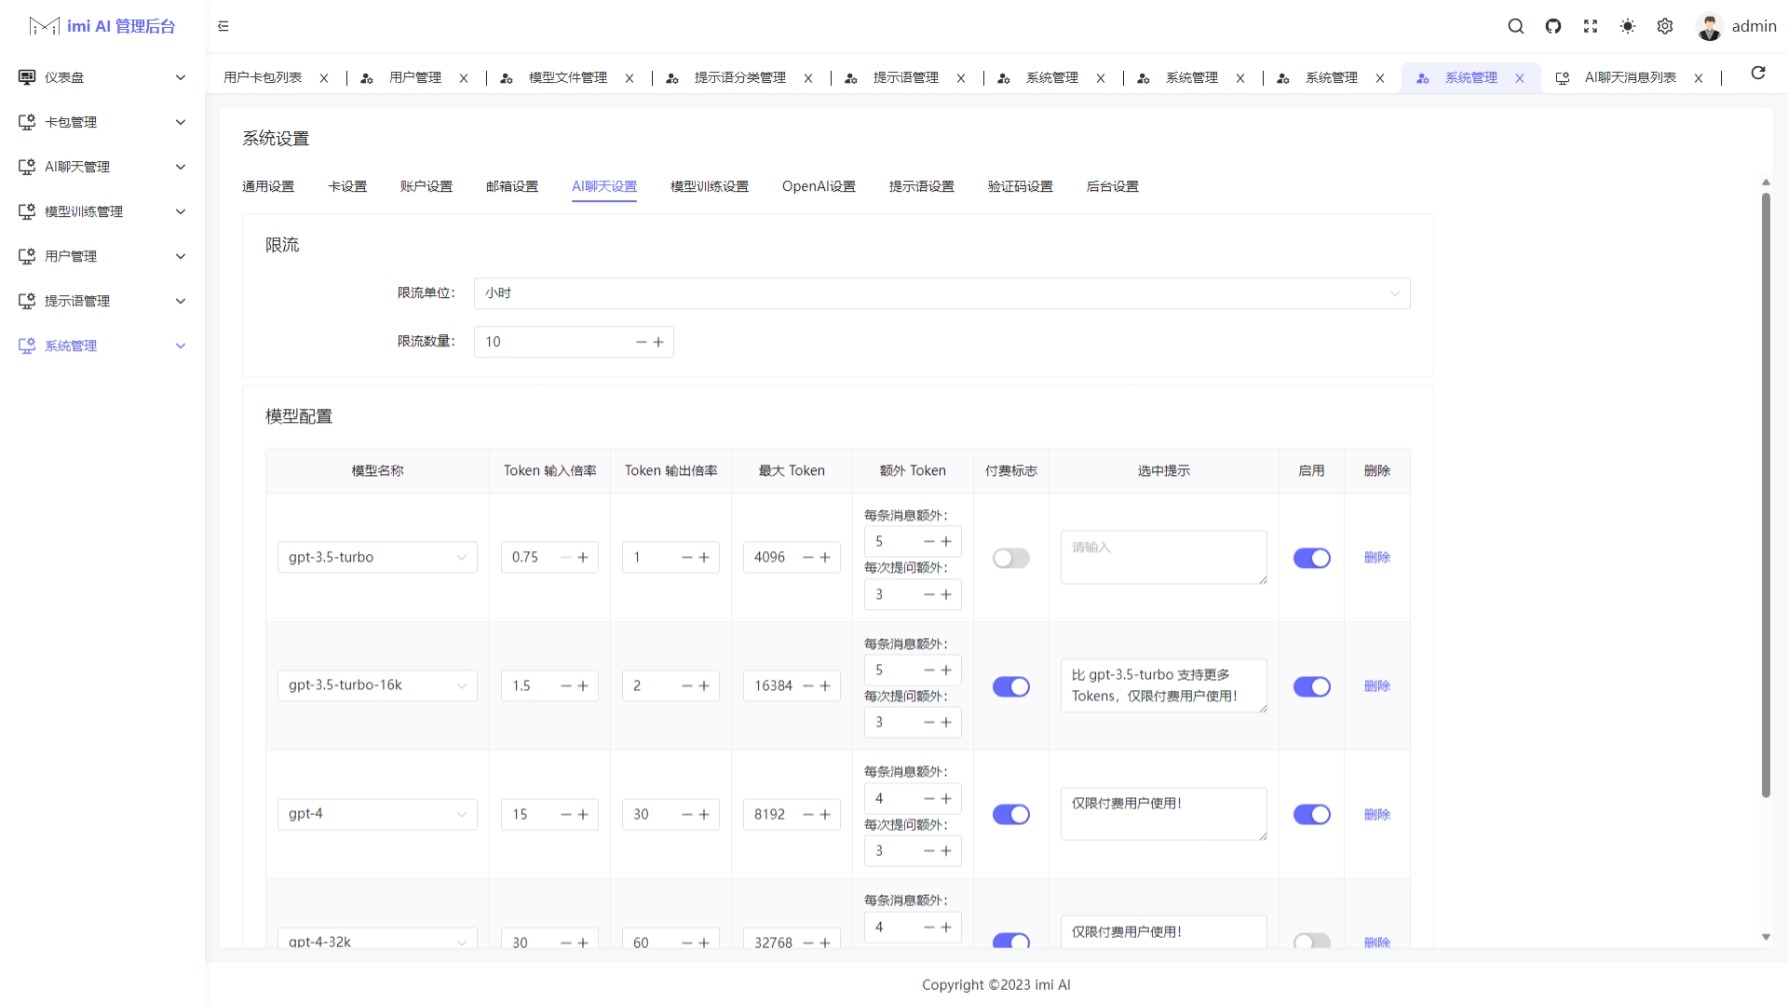 imi AI 管理后台
admin
仪表盘
卡包管理
AI聊天管理
模型训练管理
用户管理
提示语管理
系统管理
用户卡包列表 用户管理 模型文件管理 提示语分类管理 提示语管理 系统管理 系统管理 系统管理 系统管理 AI聊天消息列表
系统设置
通用设置 卡设置 账户设置 邮箱设置 AI聊天设置 模型训练设置 OpenAI设置 提示语设置 验证码设置 后台设置
限流
限流单位： 小时
限流数量： 10
模型配置
模型名称 Token 输入倍率 Token 输出倍率 最大 Token 额外 Token 付费标志 选中提示 启用 删除
gpt-3.5-turbo 0.75 1 4096
每条消息额外：
5
每次提问额外：
3
请输入
删除
gpt-3.5-turbo-16k 1.5 2 16384
每条消息额外：
5
每次提问额外：
3
比 gpt-3.5-turbo 支持更多
Tokens，仅限付费用户使用！
删除
gpt-4 15 30 8192
每条消息额外：
4
每次提问额外：
3
仅限付费用户使用！
删除
gpt-4-32k 30 60 32768
每条消息额外：
4
仅限付费用户使用！
删除
Copyright ©2023 imi AI